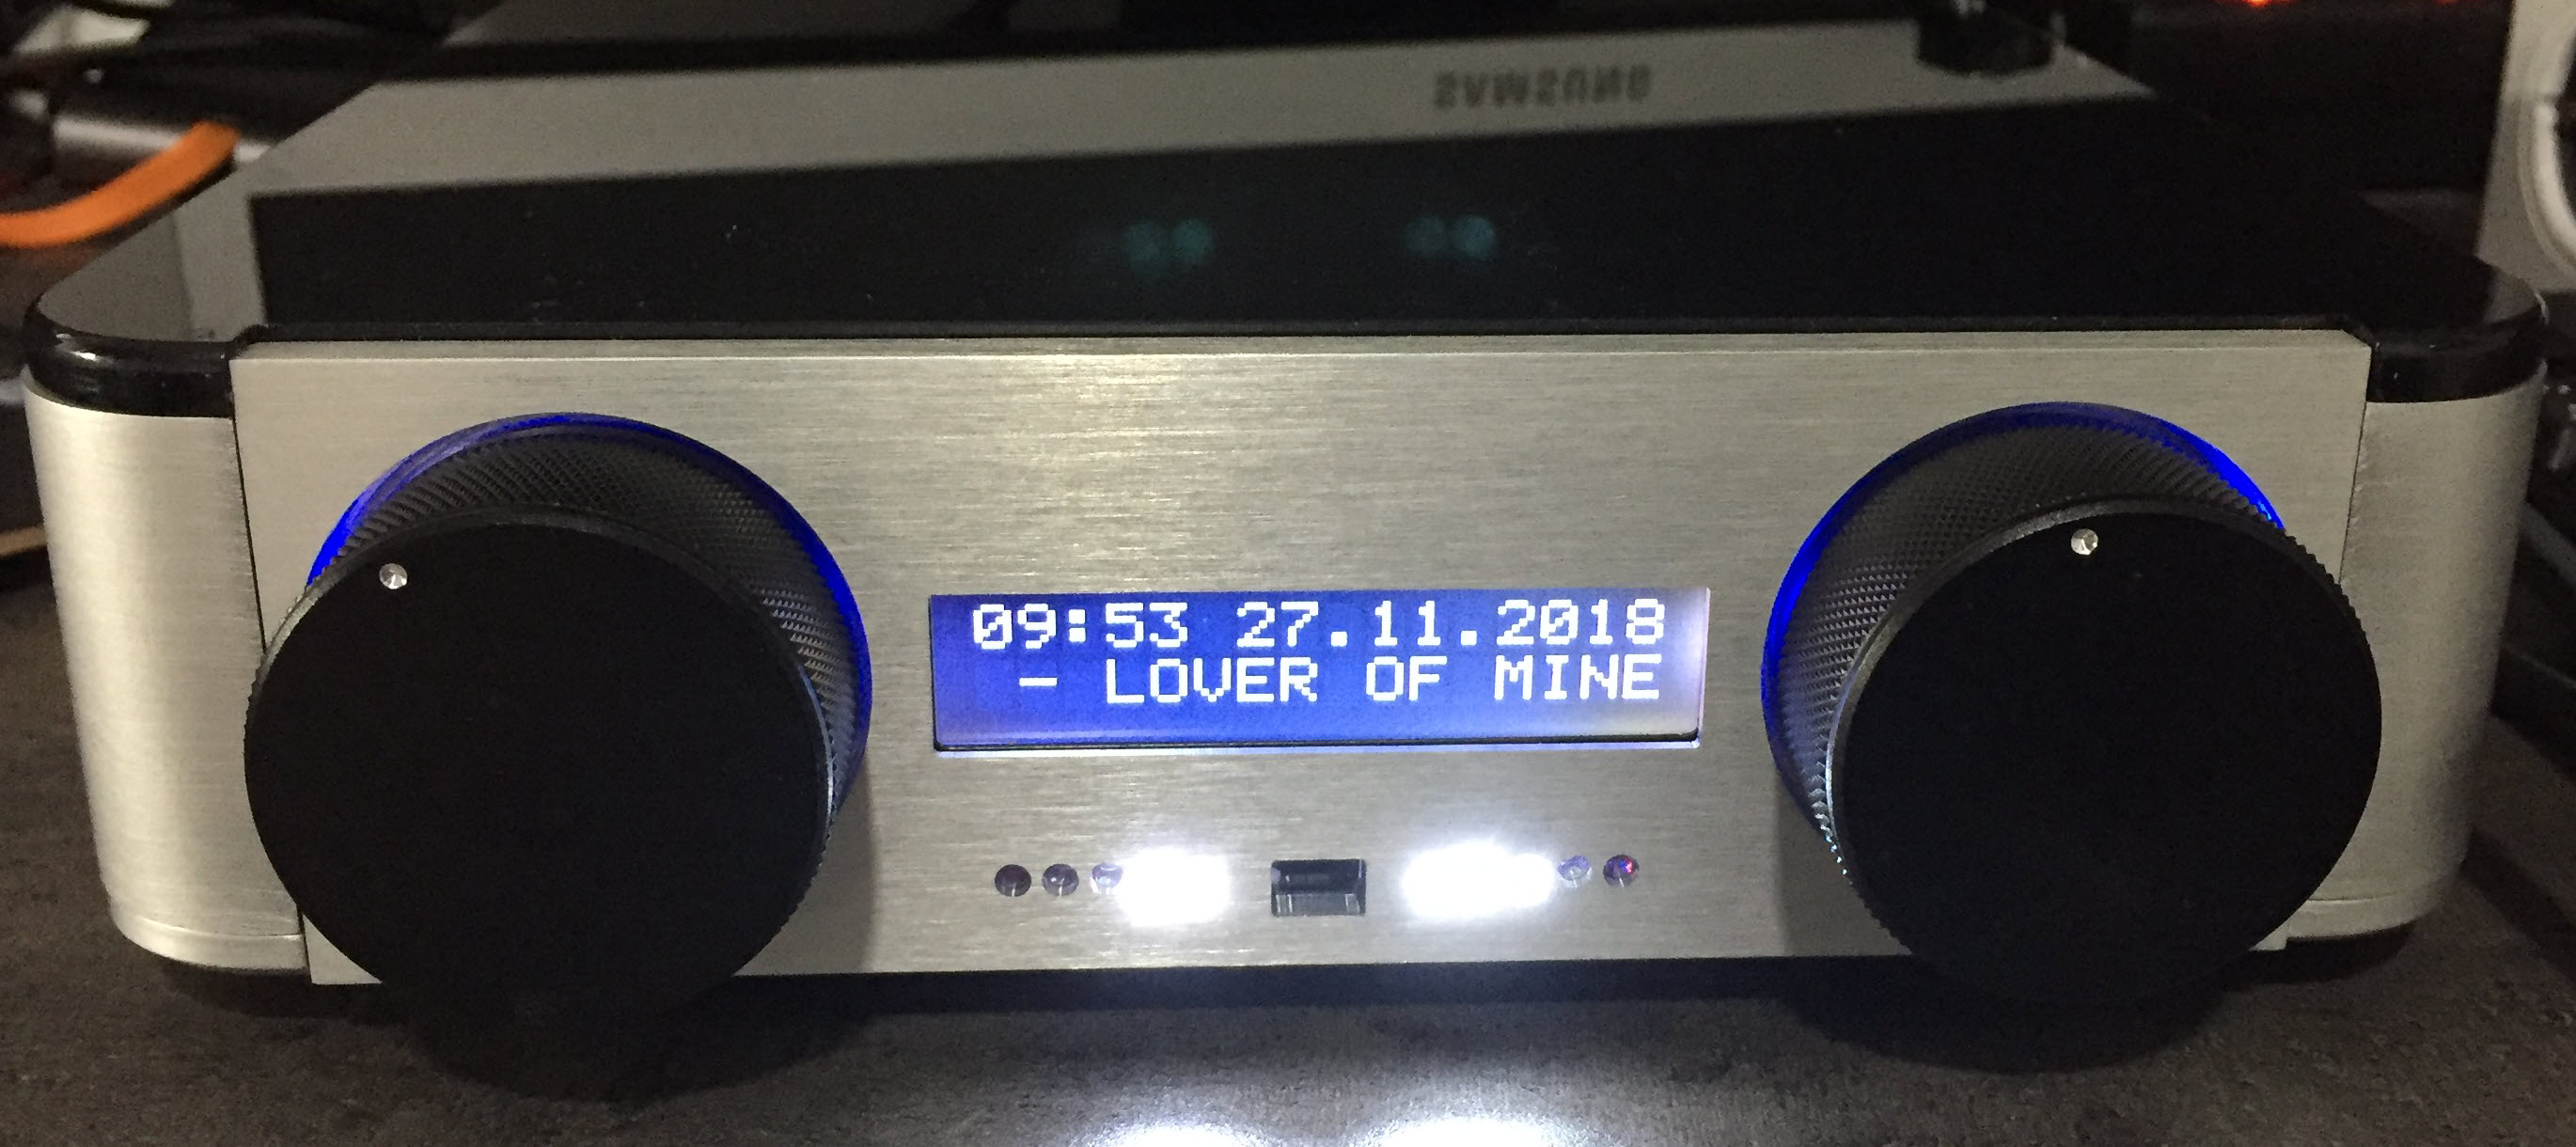 SAMSUNG
09:53 27.11.2018
- LOVER OF MINE